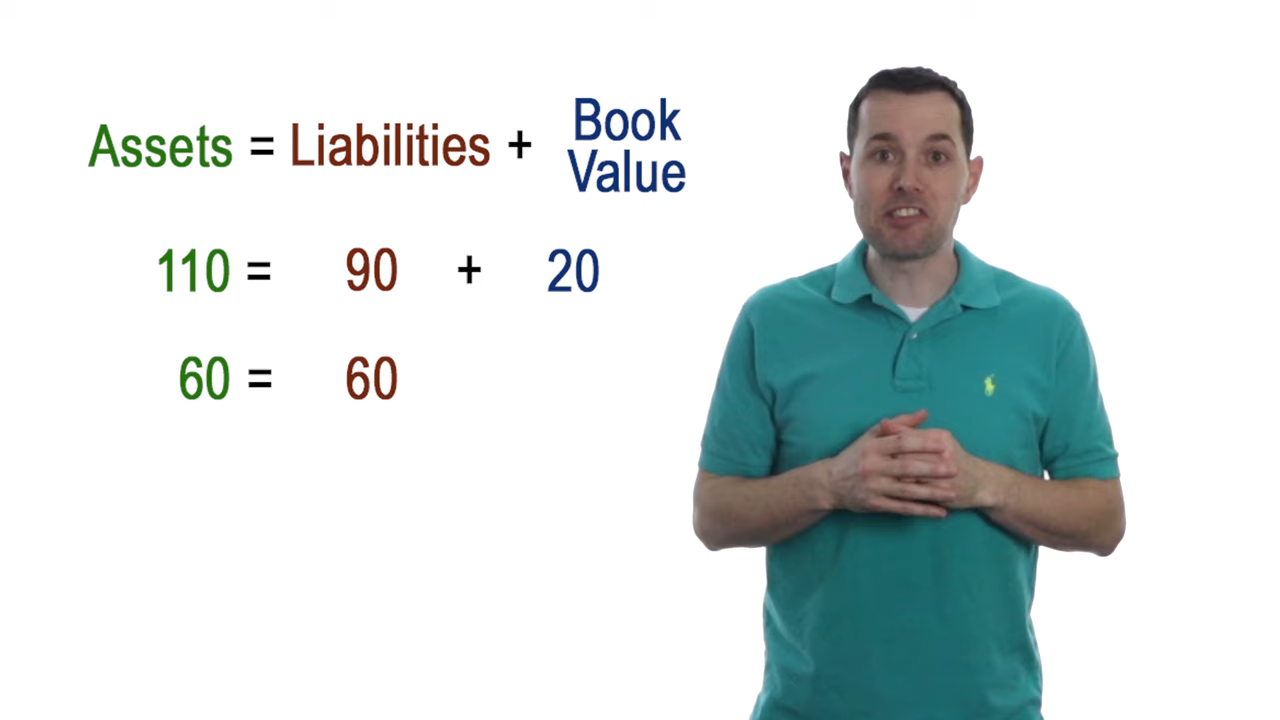 Assets = Liabilities + Book Value
110 = 90 + 20
60 = 60